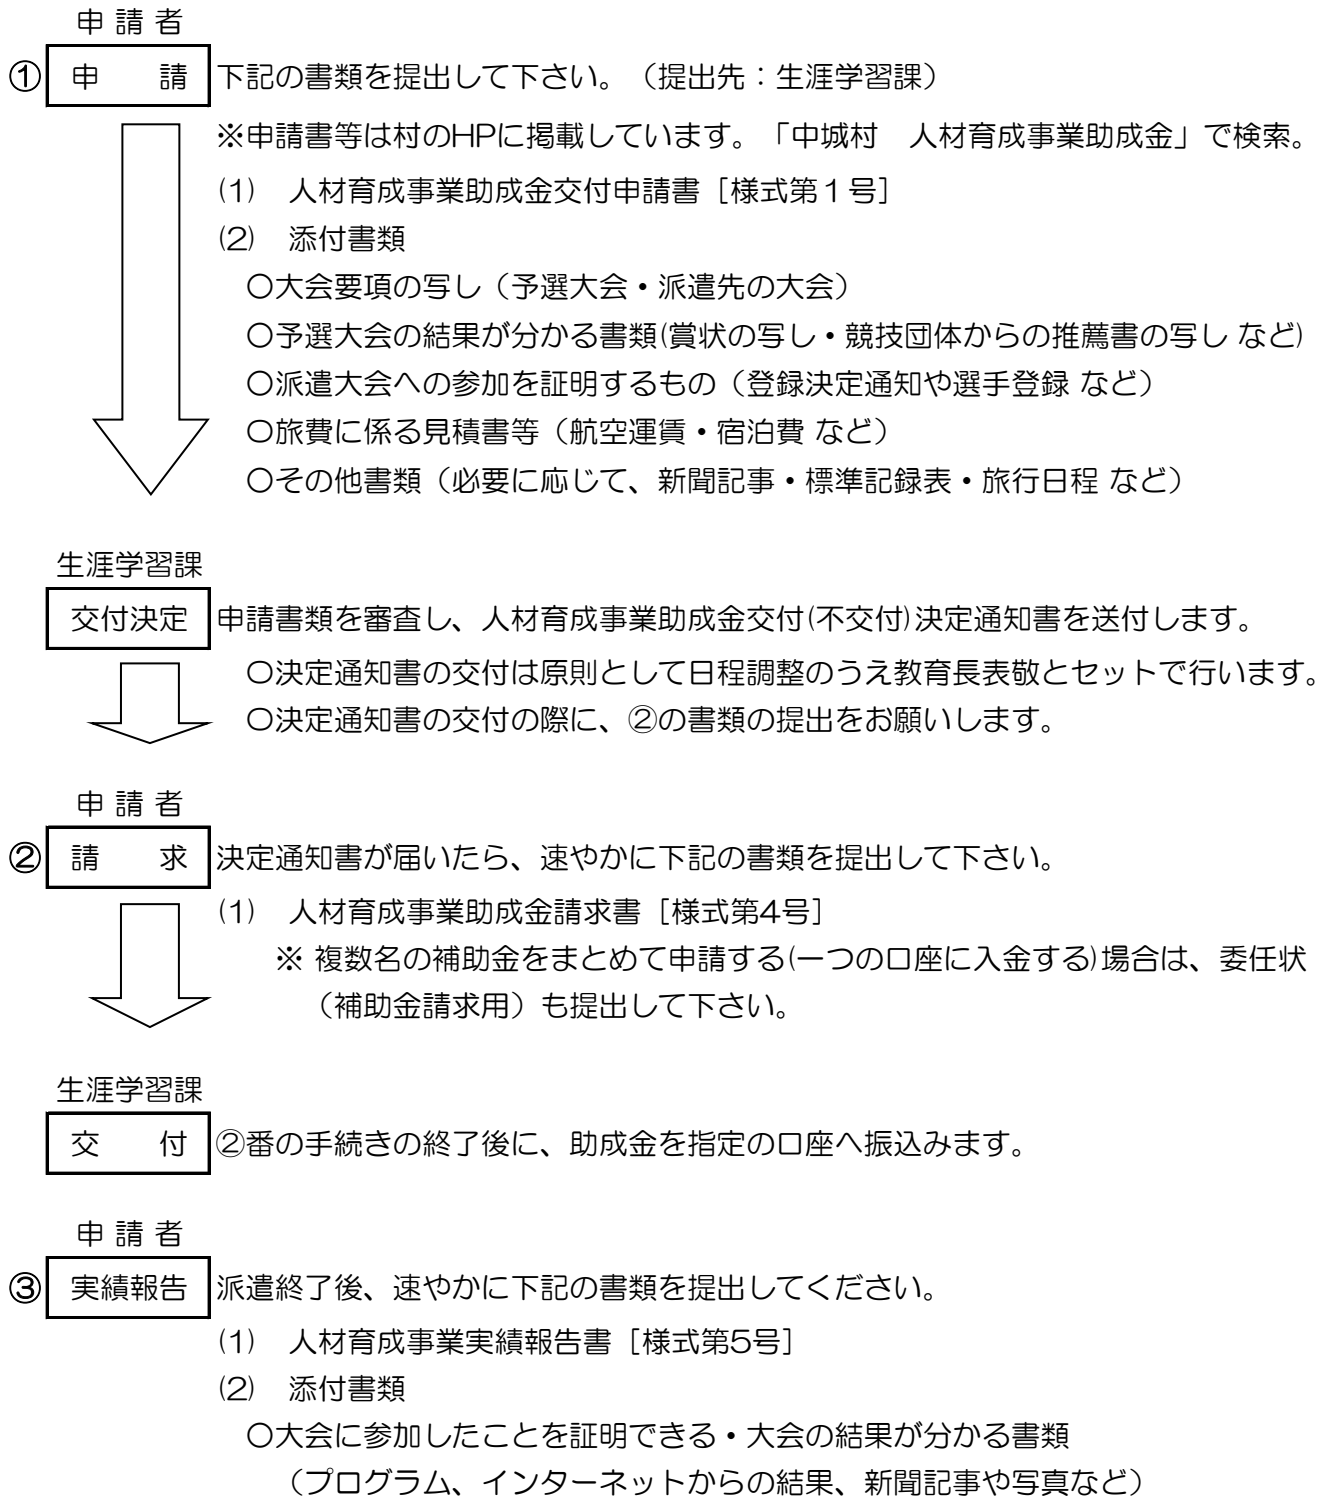 申 請 者
① 申　　請 下記の書類を提出して下さい。（提出先：生涯学習課）
※申請書等は村のHPに掲載しています。「中城村　人材育成事業助成金」で検索。
(1)　人材育成事業助成金交付申請書［様式第１号］
(2)　添付書類
○大会要項の写し（予選大会・派遣先の大会）
○予選大会の結果が分かる書類(賞状の写し・競技団体からの推薦書の写し など)
○派遣大会への参加を証明するもの（登録決定通知や選手登録 など）
○旅費に係る見積書等（航空運賃・宿泊費 など）
○その他書類（必要に応じて、新聞記事・標準記録表・旅行日程 など）
生涯学習課
交付決定 申請書類を審査し、人材育成事業助成金交付(不交付)決定通知書を送付します。
○決定通知書の交付は原則として日程調整のうえ教育長表敬とセットで行います。
○決定通知書の交付の際に、②の書類の提出をお願いします。
申 請 者
② 請　　求 決定通知書が届いたら、速やかに下記の書類を提出して下さい。
(1)　人材育成事業助成金請求書［様式第4号］
※ 複数名の補助金をまとめて申請する(一つの口座に入金する)場合は、委任状
（補助金請求用）も提出して下さい。
生涯学習課
交　　付 ②番の手続きの終了後に、助成金を指定の口座へ振込みます。
申 請 者
③ 実績報告 派遣終了後、速やかに下記の書類を提出してください。
(1)　人材育成事業実績報告書［様式第5号］
(2)　添付書類
○大会に参加したことを証明できる・大会の結果が分かる書類
（プログラム、インターネットからの結果、新聞記事や写真など）